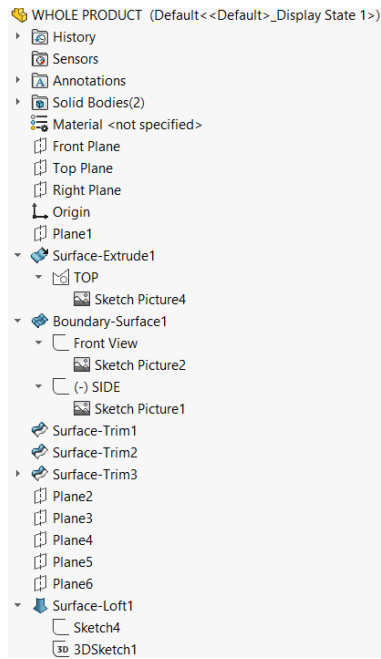 WHOLE PRODUCT (Default<<Default>_Display State 1>)
History
Sensors
Annotations
Solid Bodies(2)
Material <not specified>
Front Plane
Top Plane
Right Plane
Origin
Plane1
Surface-Extrude1
TOP
Sketch Picture4
Boundary-Surface1
Front View
Sketch Picture2
(-) SIDE
Sketch Picture1
Surface-Trim1
Surface-Trim2
Surface-Trim3
Plane2
Plane3
Plane4
Plane5
Plane6
Surface-Loft1
Sketch4
3D 3DSketch1